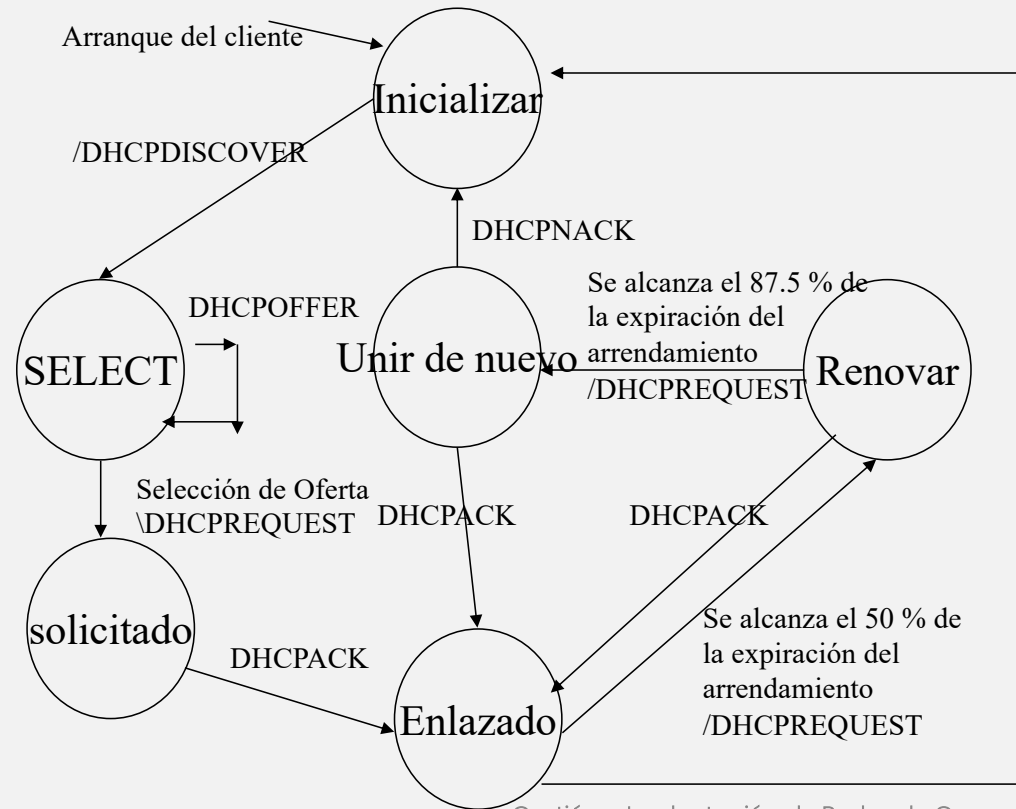 Arranque del cliente
Inicializar
/DHCPDISCOVER
DHCPNACK
Se alcanza el 87.5 % de
la expiración del
arrendamiento
/DHCPREQUEST
DHCPOFFER
SELECT
Unir de nuevo
Renovar
Selección de Oferta
\DHCPREQUEST
DHCPACK
DHCPACK
solicitado
DHCPACK
Se alcanza el 50 % de
la expiración del
arrendamiento
/DHCPREQUEST
Enlazado